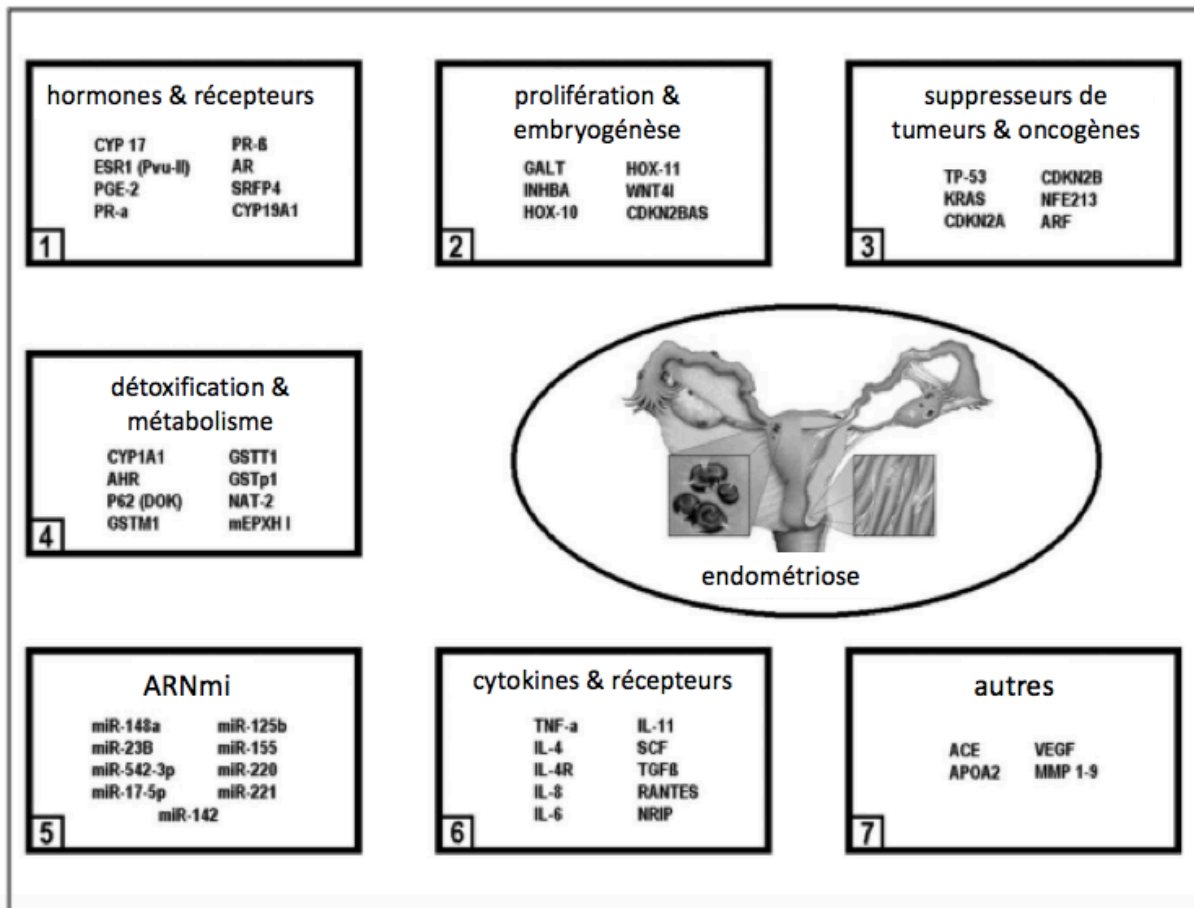 hormones & récepteurs
CYP 17 PR-ß
ESR1 (Pvu-II) AR
PGE-2 SRFP4
PR-a CYP19A1
1
prolifération &
embryogénèse
GALT HOX-11
INHBA WNT4I
HOX-10 CDKN2BAS
2
suppresseurs de
tumeurs & oncogènes
TP-53 CDKN2B
KRAS NFE213
CDKN2A ARF
3
détoxification &
métabolisme
CYP1A1 GSTT1
AHR GSTp1
P62 (DOK) NAT-2
GSTM1 mEPXH I
4
endométriose
ARNmi
miR-148a miR-125b
miR-23B miR-155
miR-542-3p miR-220
miR-17-5p miR-221
miR-142
5
cytokines & récepteurs
TNF-a IL-11
IL-4 SCF
IL-4R TGFß
IL-8 RANTES
IL-6 NRIP
6
autres
ACE VEGF
APOA2 MMP 1-9
7